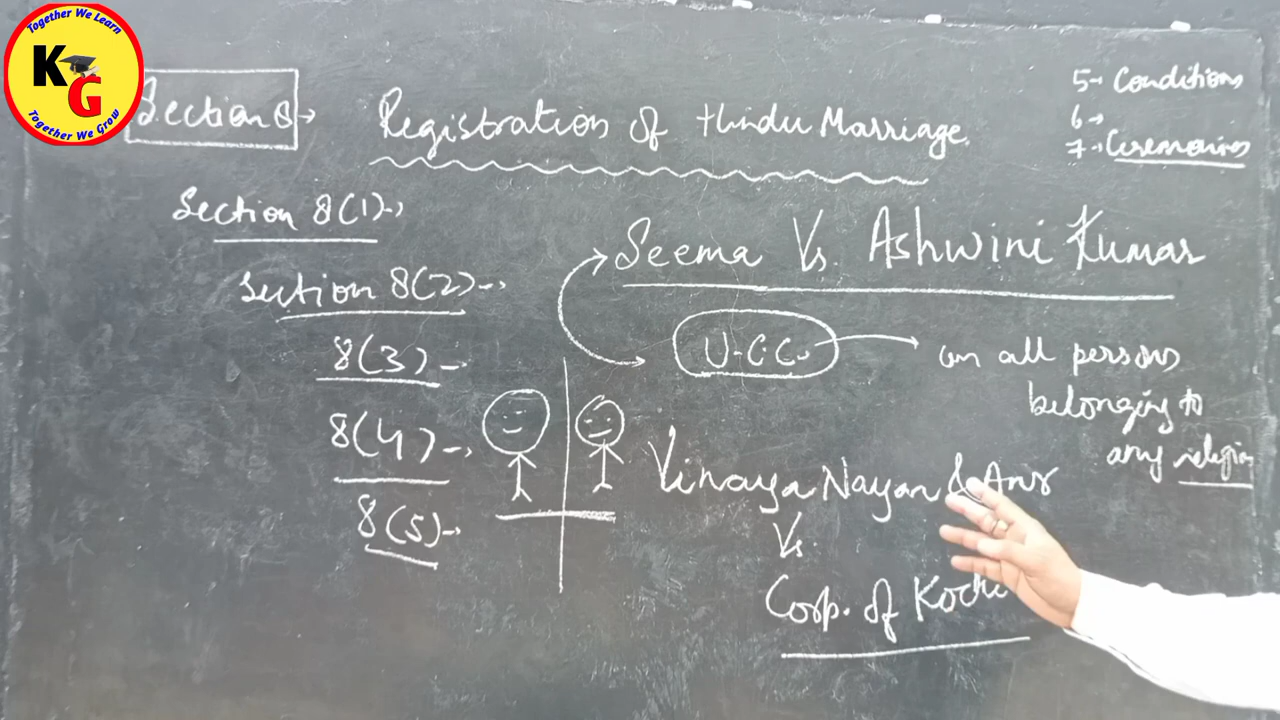 Together We Learn
KG
Together We Grow
Section 8 →
Registration of Hindu Marriage.
5→ Conditions
6→
7→ Ceremonies
Section 8(1)→
Section 8(2)→
8(3)→
8(4)→
8(5)→
Seema Vs. Ashwini Kumar
U.C.C.
on all persons
belonging to
any religion
Vinaya Nayan & Anr
Vs.
Corp. of Kochi